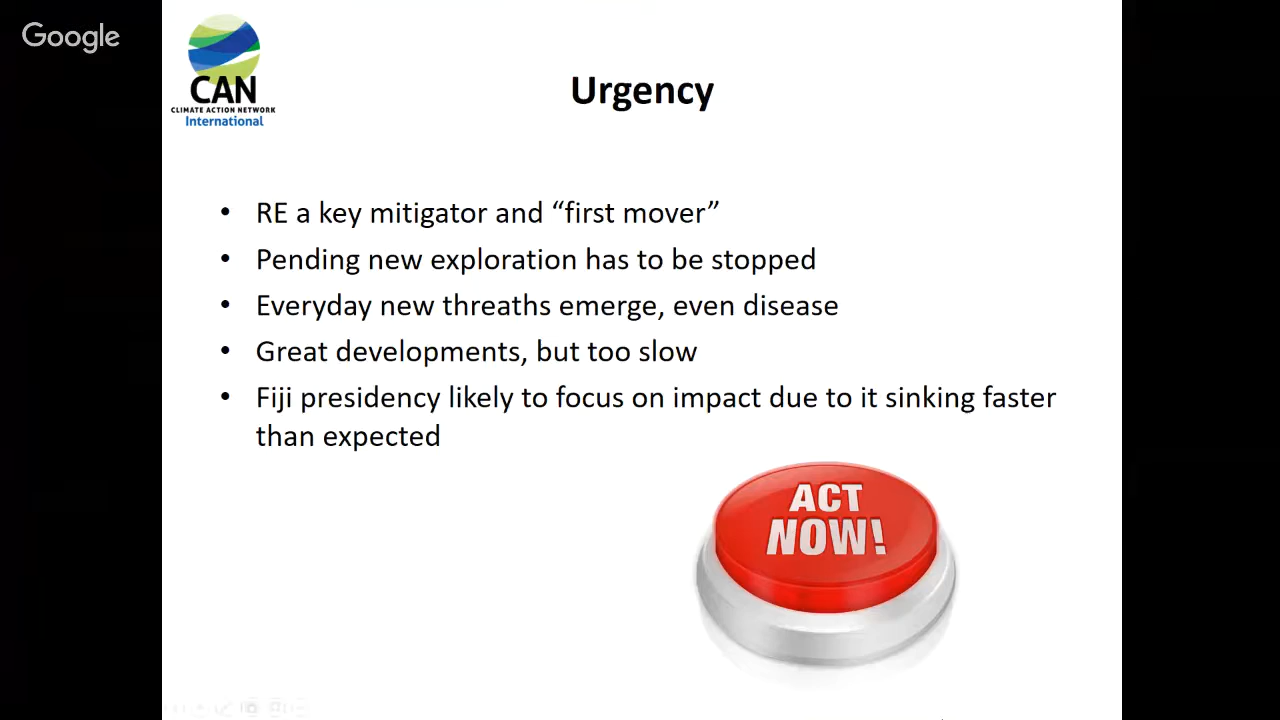 Google
CAN
CLIMATE ACTION NETWORK
International
Urgency
• RE a key mitigator and “first mover”
• Pending new exploration has to be stopped
• Everyday new threaths emerge, even disease
• Great developments, but too slow
• Fiji presidency likely to focus on impact due to it sinking faster
than expected
ACT
NOW!